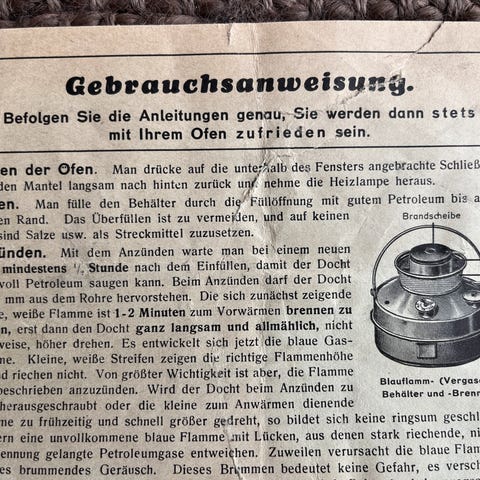 Gebrauchsanweisung.
Befolgen Sie die Anleitungen genau, Sie werden dann stets
mit Ihrem Ofen zufrieden sein.
en der Öfen. Man drücke auf die unterhalb des Fensters angebrachte Schließ
den Mantel langsam nach hinten zurück und nehme die Heizlampe heraus.
en. Man fülle den Behälter durch die Füllöffnung mit gutem Petroleum bis a
en Rand. Das Überfüllen ist zu vermeiden, und auf keinen
sind Salze usw. als Streckmittel zuzusetzen.
Brandscheibe
ünden. Mit dem Anzünden warte man bei einem neuen
mindestens ½ Stunde nach dem Einfüllen, damit der Docht
voll Petroleum saugen kann. Beim Anzünden darf der Docht
mm aus dem Rohre hervorstehen. Die sich zunächst zeigende
e, weiße Flamme ist 1-2 Minuten zum Vorwärmen brennen zu
n, erst dann den Docht ganz langsam und allmählich, nicht
weise, höher drehen. Es entwickelt sich jetzt die blaue Gas-
me. Kleine, weiße Streifen zeigen die richtige Flammenhöhe
nd riechen nicht. Von größter Wichtigkeit ist aber, die Flamme
beschrieben anzuzünden. Wird der Docht beim Anzünden zu
herausgeschraubt oder die kleine zum Anwärmen dienende
Blauflamm- (Vergase
Behälter und -Brenn
me zu frühzeitig und schnell größer gedreht, so bildet sich keine ringsum geschl
ern eine unvollkommene blaue Flamme mit Lücken, aus denen stark riechende, ni
ennung gelangte Petroleumgase entweichen. Zuweilen verursacht die blaue Flam
es brummendes Geräusch. Dieses Brummen bedeutet keine Gefahr, es versch